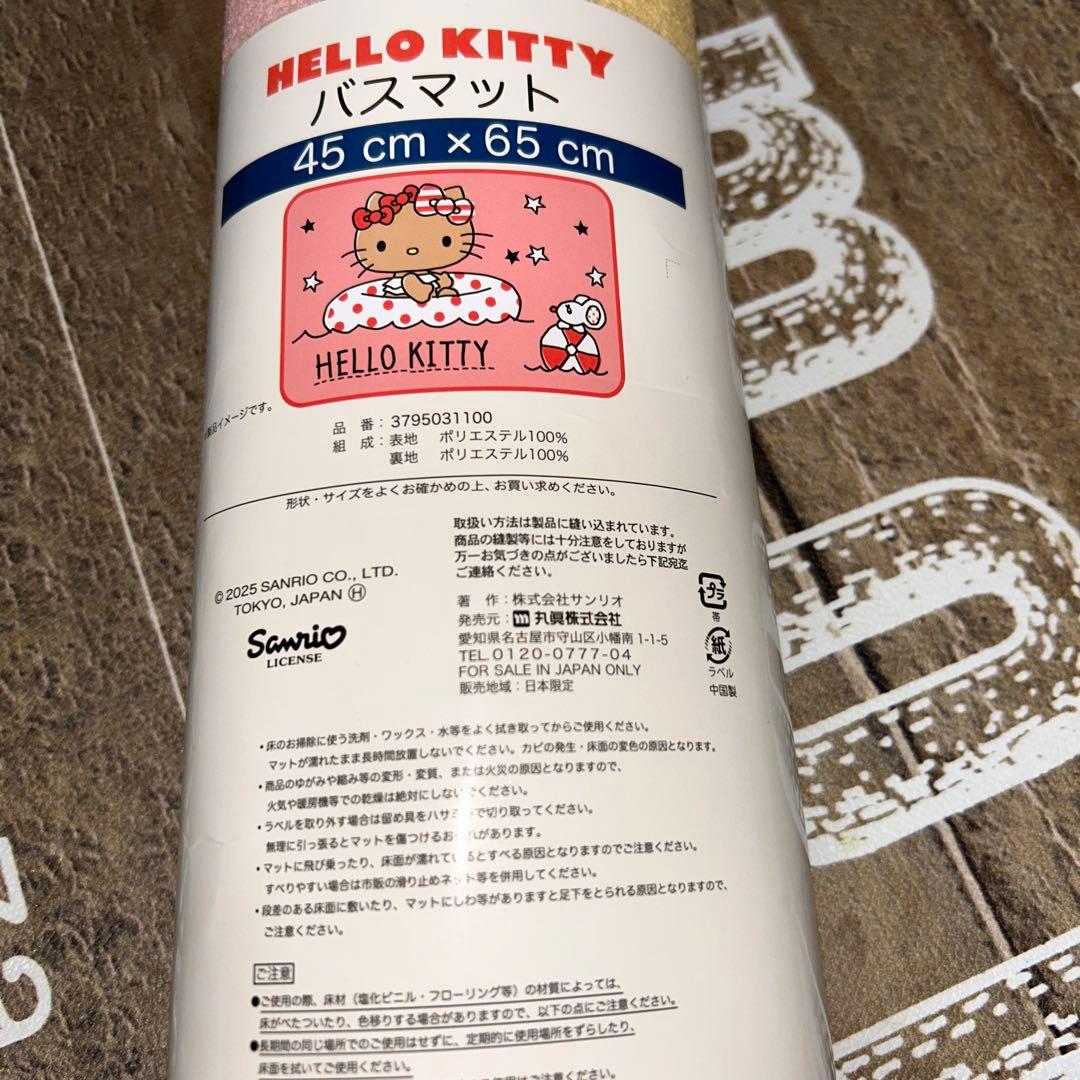 HELLO KITTY
バスマット
45 cm × 65 cm
HELLO KITTY
製品イメージです。
品　番：3795031100
組　成：表地　ポリエステル100%
裏地　ポリエステル100%
形状・サイズをよくお確かめの上、お買い求めください。
取扱い方法は製品に縫い込まれています。
商品の縫製等には十分注意をしておりますが
万一お気づきの点がございましたら下記宛迄
ご連絡ください。
©2025 SANRIO CO., LTD.
TOKYO, JAPAN Ⓗ
Sanrio
LICENSE
著　作：株式会社サンリオ
発売元：丸眞株式会社
愛知県名古屋市守山区小幡南1-1-5
TEL.0120-0777-04
FOR SALE IN JAPAN ONLY
販売地域：日本限定
プラ
帯
紙
ラベル
中国製
・床のお掃除に使う洗剤・ワックス・水等をよく拭き取ってからご使用ください。
マットが濡れたまま長時間放置しないでください。カビの発生・床面の変色の原因となります。
・商品のゆがみや縮み等の変形・変質、または火災の原因となりますので、
火気や暖房機等での乾燥は絶対にしないでください。
・ラベルを取り外す場合は留め具をハサミで切り取ってください。
無理に引っ張るとマットを傷つけるおそれがあります。
・マットに飛び乗ったり、床面が濡れているとすべる原因となりますのでご注意ください。
すべりやすい場合は市販の滑り止めネット等を併用してください。
・段差のある床面に敷いたり、マットにしわ等がありますと足下をとられる原因となりますので、
ご注意ください。
ご注意
●ご使用の際、床材（塩化ビニル・フローリング等）の材質によっては、
床がべたついたり、色移りする場合がありますので、以下の点にご注意ください。
●長期間の同じ場所でのご使用はせずに、定期的に使用場所をずらしたり、
床面を拭いてご使用ください。